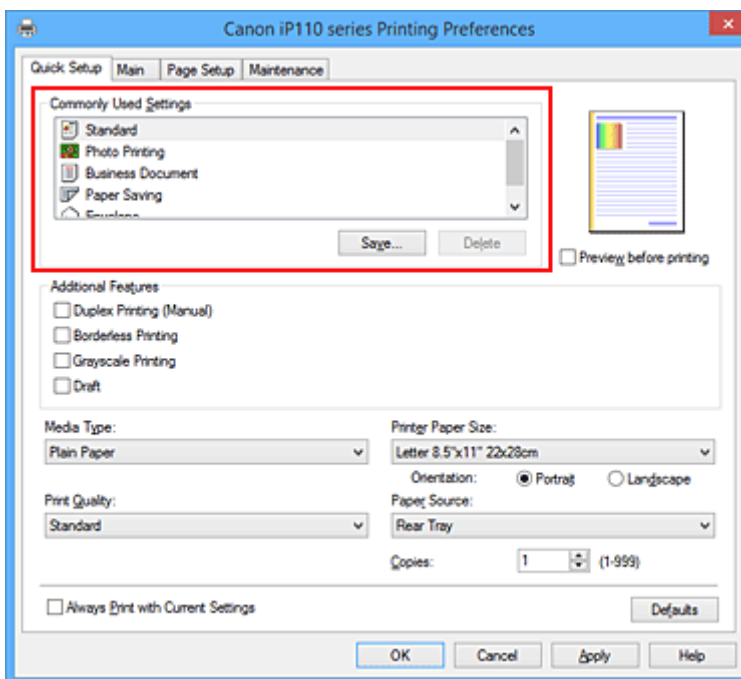 Canon iP110 series Printing Preferences
Quick Setup Main Page Setup Maintenance
Commonly Used Settings
Standard
Photo Printing
Business Document
Paper Saving
Envelope
Save... Delete
Preview before printing
Additional Features
Duplex Printing (Manual)
Borderless Printing
Grayscale Printing
Draft
Media Type: Printer Paper Size:
Plain Paper Letter 8.5"x11" 22x28cm
Orientation: Portrait Landscape
Print Quality: Paper Source:
Standard Rear Tray
Copies: 1 (1-999)
Always Print with Current Settings Defaults
OK Cancel Apply Help